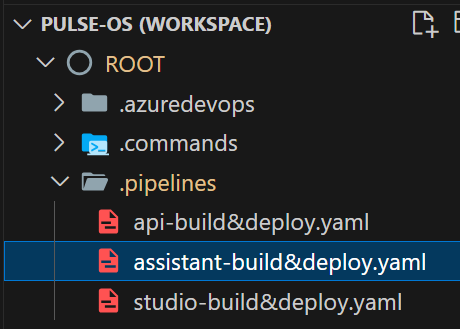 PULSE-OS (WORKSPACE)
ROOT
.azuredevops
.commands
.pipelines
api-build&deploy.yaml
assistant-build&deploy.yaml
studio-build&deploy.yaml